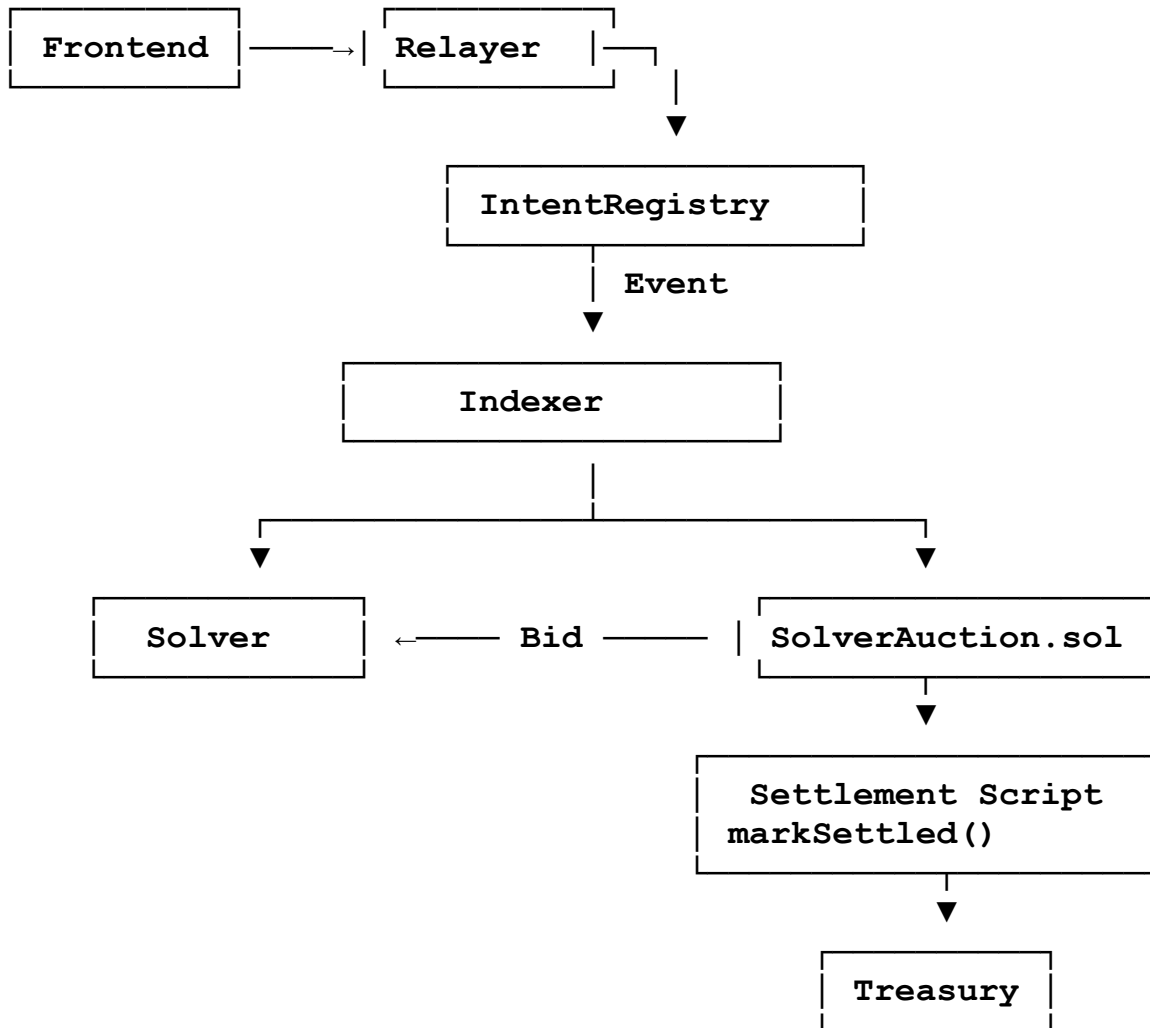 Frontend
Relayer
IntentRegistry
Event
Indexer
Solver
Bid
SolverAuction.sol
Settlement Script
markSettled()
Treasury